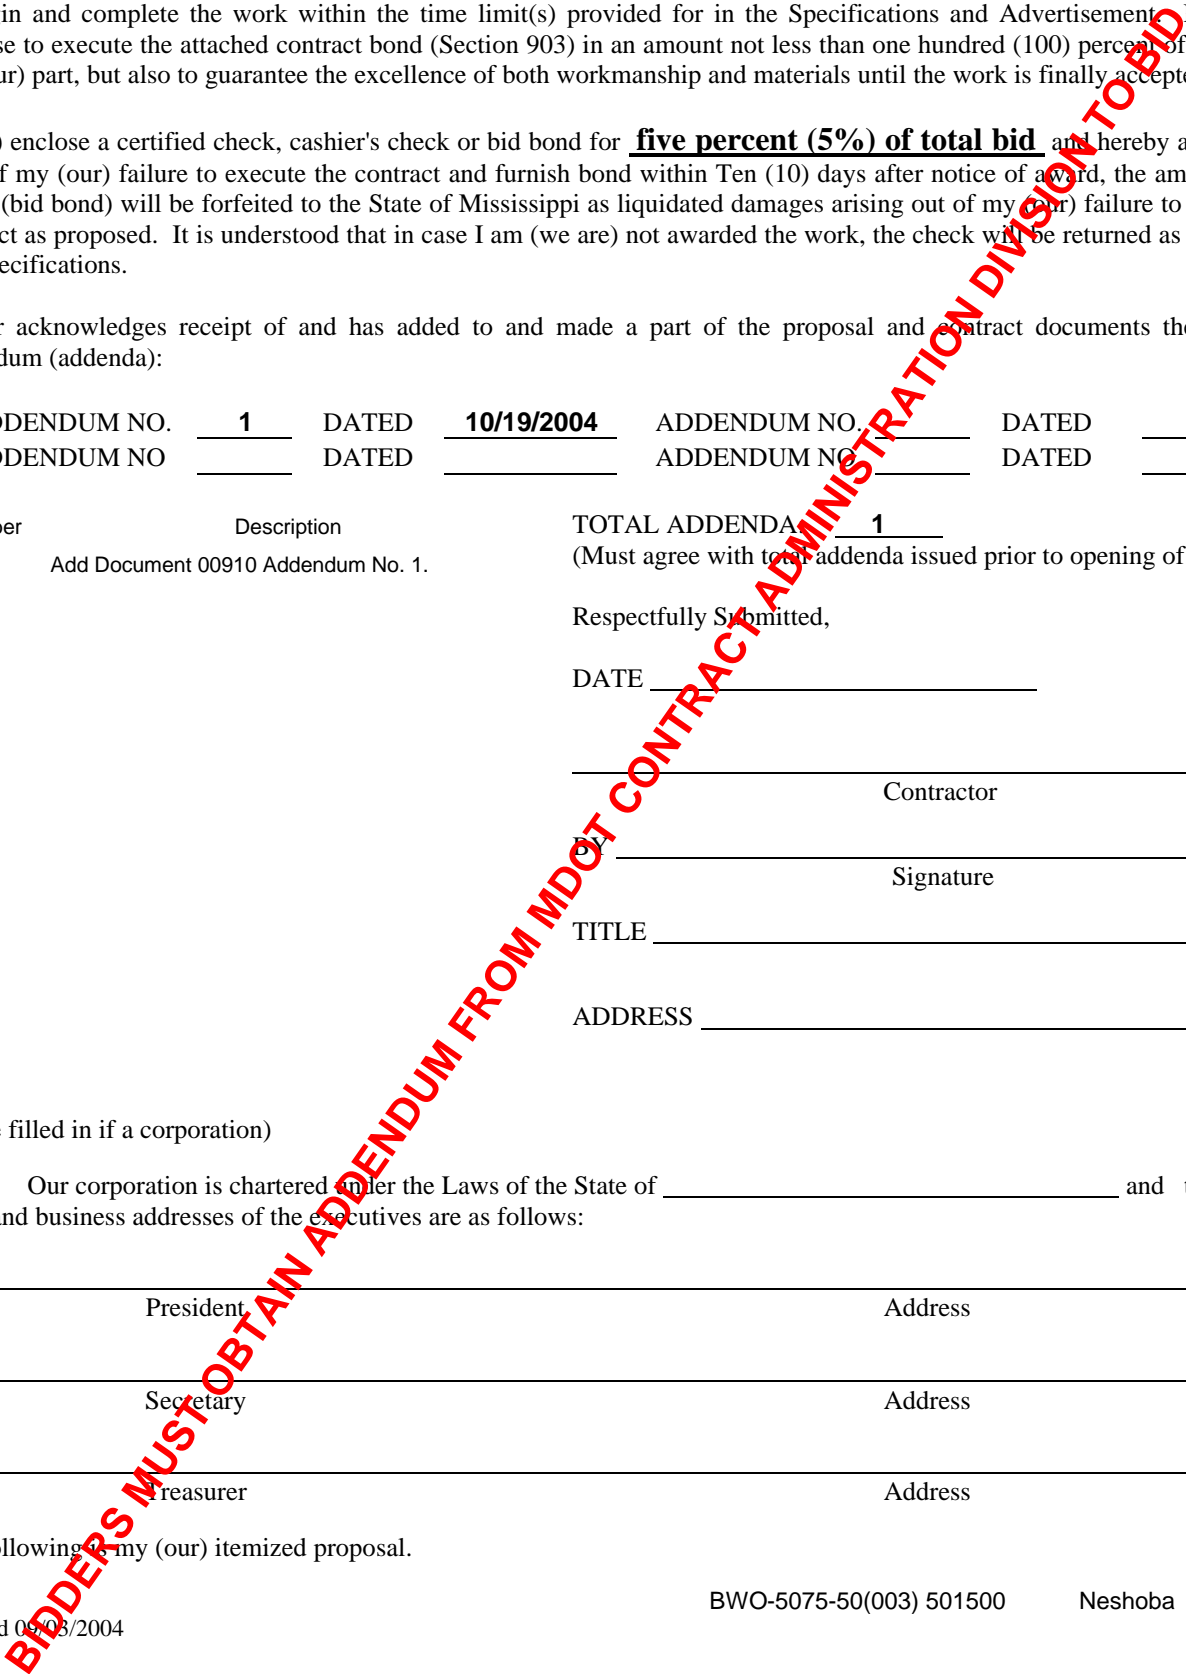 in and complete the work within the time limit(s) provided for in the Specifications and Advertisement.
se to execute the attached contract bond (Section 903) in an amount not less than one hundred (100) percent of
ur) part, but also to guarantee the excellence of both workmanship and materials until the work is finally accepte
) enclose a certified check, cashier's check or bid bond for five percent (5%) of total bid and hereby a
f my (our) failure to execute the contract and furnish bond within Ten (10) days after notice of award, the am
(bid bond) will be forfeited to the State of Mississippi as liquidated damages arising out of my (our) failure to
ct as proposed. It is understood that in case I am (we are) not awarded the work, the check will be returned as
ecifications.
r acknowledges receipt of and has added to and made a part of the proposal and contract documents the
dum (addenda):
DDENDUM NO. 1 DATED 10/19/2004 ADDENDUM NO. DATED
DDENDUM NO DATED ADDENDUM NO DATED
ber Description TOTAL ADDENDA: 1
Add Document 00910 Addendum No. 1. (Must agree with total addenda issued prior to opening of
Respectfully Submitted,
DATE
Contractor
BY
Signature
TITLE
ADDRESS
e filled in if a corporation)
Our corporation is chartered under the Laws of the State of and t
and business addresses of the executives are as follows:
President Address
Secretary Address
Treasurer Address
ollowing is my (our) itemized proposal.
BWO-5075-50(003) 501500 Neshoba
d 09/03/2004
BIDDERS MUST OBTAIN ADDENDUM FROM MDOT CONTRACT ADMINISTRATION DIVISION TO BID